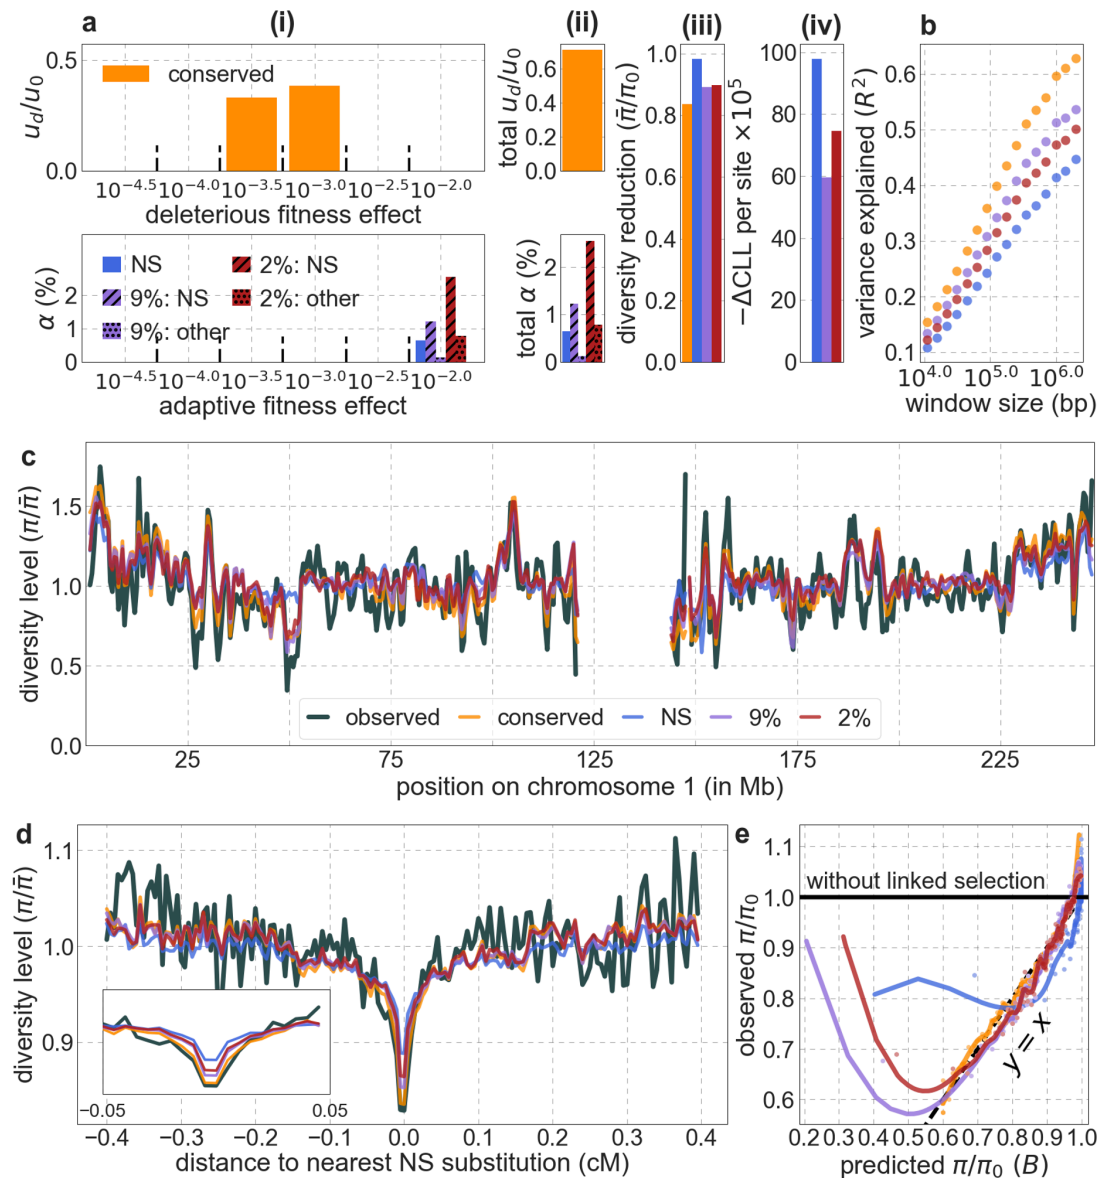 a
(i)
(ii)
(iii)
(iv)
b
0.5
0.0
u_d/u_0
conserved
10^-4.5 10^-4.0 10^-3.5 10^-3.0 10^-2.5 10^-2.0
deleterious fitness effect
total u_d/u_0
0.6
0.4
0.2
0.0
α (%)
2
1
0
NS
9%: NS
9%: other
2%: NS
2%: other
10^-4.5 10^-4.0 10^-3.5 10^-3.0 10^-2.5 10^-2.0
adaptive fitness effect
total α (%)
2
1
0
diversity reduction (π̄/π_0)
1.0
0.8
0.6
0.4
0.2
0.0
−ΔCLL per site ×10^5
100
80
60
40
20
0
variance explained (R^2)
0.6
0.5
0.4
0.3
0.2
0.1
10^4.0 10^5.0 10^6.0
window size (bp)
c
diversity level (π/π̄)
1.5
1.0
0.5
0.0
observed conserved NS 9% 2%
25 75 125 175 225
position on chromosome 1 (in Mb)
d
diversity level (π/π̄)
1.1
1.0
0.9
−0.05 0.05
−0.4 −0.3 −0.2 −0.1 0.0 0.1 0.2 0.3 0.4
distance to nearest NS substitution (cM)
e
observed π/π_0
1.1
1.0
0.9
0.8
0.7
0.6
without linked selection
y = x
0.2 0.3 0.4 0.5 0.6 0.7 0.8 0.9 1.0
predicted π/π_0 (B)